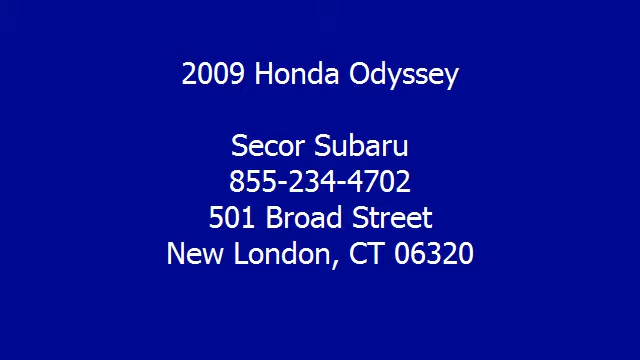 2009 Honda Odyssey
Secor Subaru
855-234-4702
501 Broad Street
New London, CT 06320